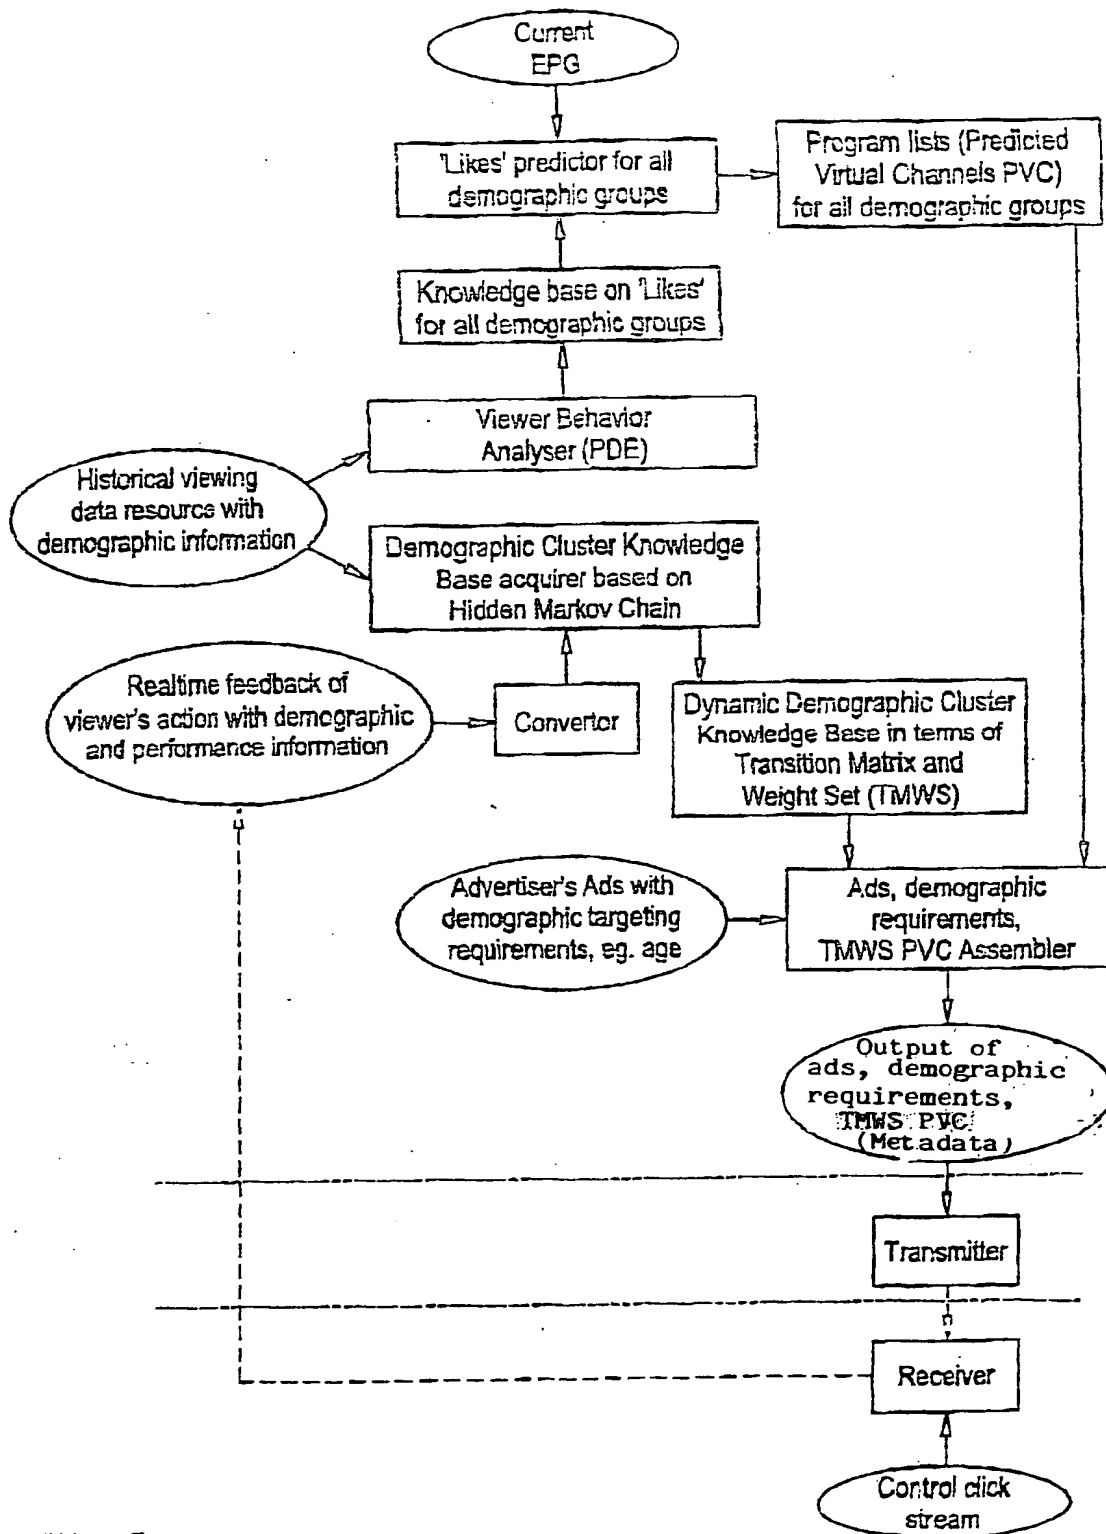 Current
EPG
'Likes' predictor for all
demographic groups
Program lists (Predicted
Virtual Channels PVC)
for all demographic groups
Knowledge base on 'Likes'
for all demographic groups
Viewer Behavior
Analyser (PDE)
Historical viewing
data resource with
demographic information
Demographic Cluster Knowledge
Base acquirer based on
Hidden Markov Chain
Realtime feedback of
viewer's action with demographic
and performance information
Convertor
Dynamic Demographic Cluster
Knowledge Base in terms of
Transition Matrix and
Weight Set (TMWS)
Advertiser's Ads with
demographic targeting
requirements, eg. age
Ads, demographic
requirements,
TMWS PVC Assembler
Output of
ads, demographic
requirements,
TMWS PVC
(Metadata)
Transmitter
Receiver
Control click
stream